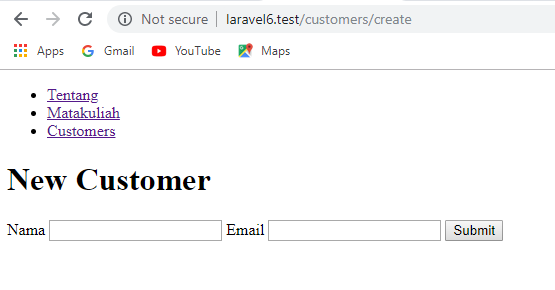 Not secure | laravel6.test/customers/create
Apps Gmail YouTube Maps
Tentang
Matakuliah
Customers
New Customer
Nama Email Submit